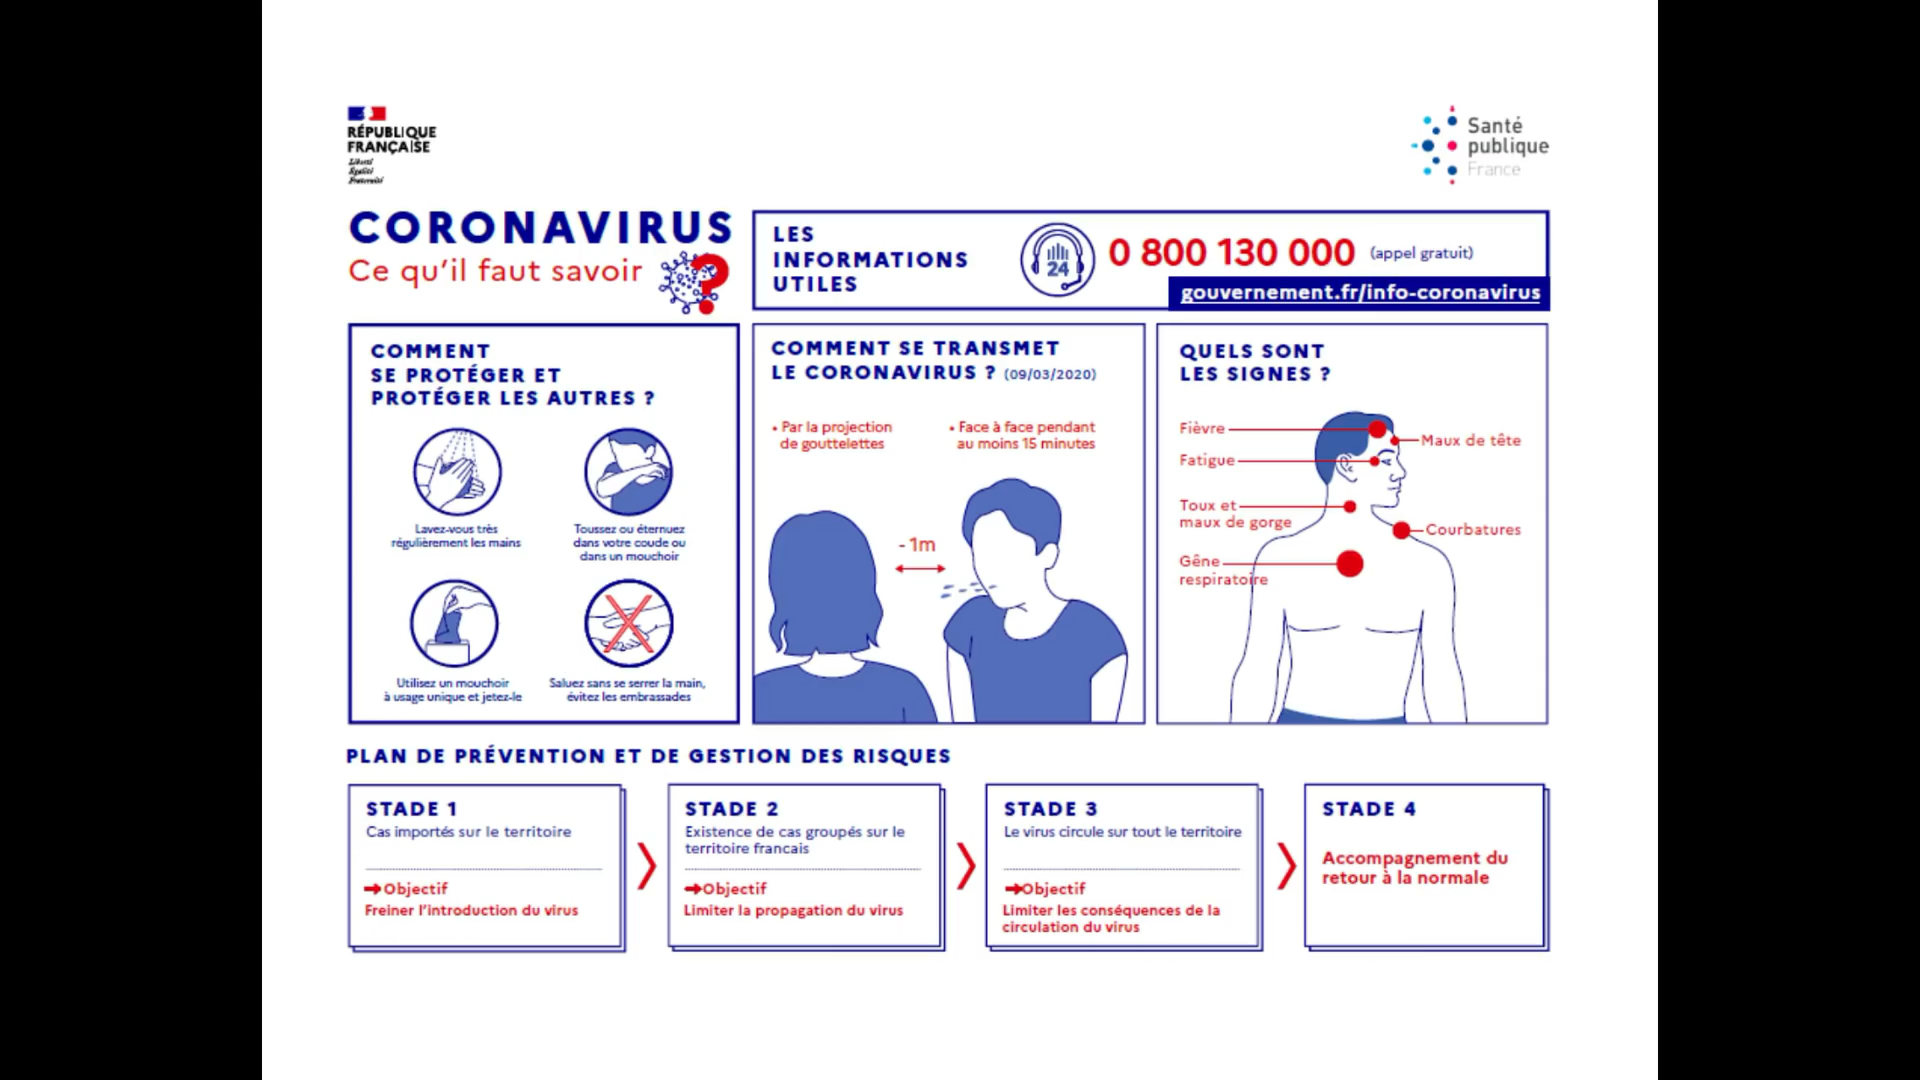 RÉPUBLIQUE
FRANÇAISE
Liberté
Égalité
Fraternité
Santé
publique
France
CORONAVIRUS
Ce qu'il faut savoir
?
LES
INFORMATIONS
UTILES
24
0 800 130 000 (appel gratuit)
gouvernement.fr/info-coronavirus
COMMENT
SE PROTÉGER ET
PROTÉGER LES AUTRES ?
Lavez-vous très
régulièrement les mains
Toussez ou éternuez
dans votre coude ou
dans un mouchoir
Utilisez un mouchoir
à usage unique et jetez-le
Saluez sans se serrer la main,
évitez les embrassades
COMMENT SE TRANSMET
LE CORONAVIRUS ? (09/03/2020)
• Par la projection
de gouttelettes
• Face à face pendant
au moins 15 minutes
- 1m
QUELS SONT
LES SIGNES ?
Fièvre
Maux de tête
Fatigue
Toux et
maux de gorge
Courbatures
Gêne
respiratoire
PLAN DE PRÉVENTION ET DE GESTION DES RISQUES
STADE 1
Cas importés sur le territoire
Objectif
Freiner l'introduction du virus
STADE 2
Existence de cas groupés sur le
territoire francais
Objectif
Limiter la propagation du virus
STADE 3
Le virus circule sur tout le territoire
Objectif
Limiter les conséquences de la
circulation du virus
STADE 4
Accompagnement du
retour à la normale